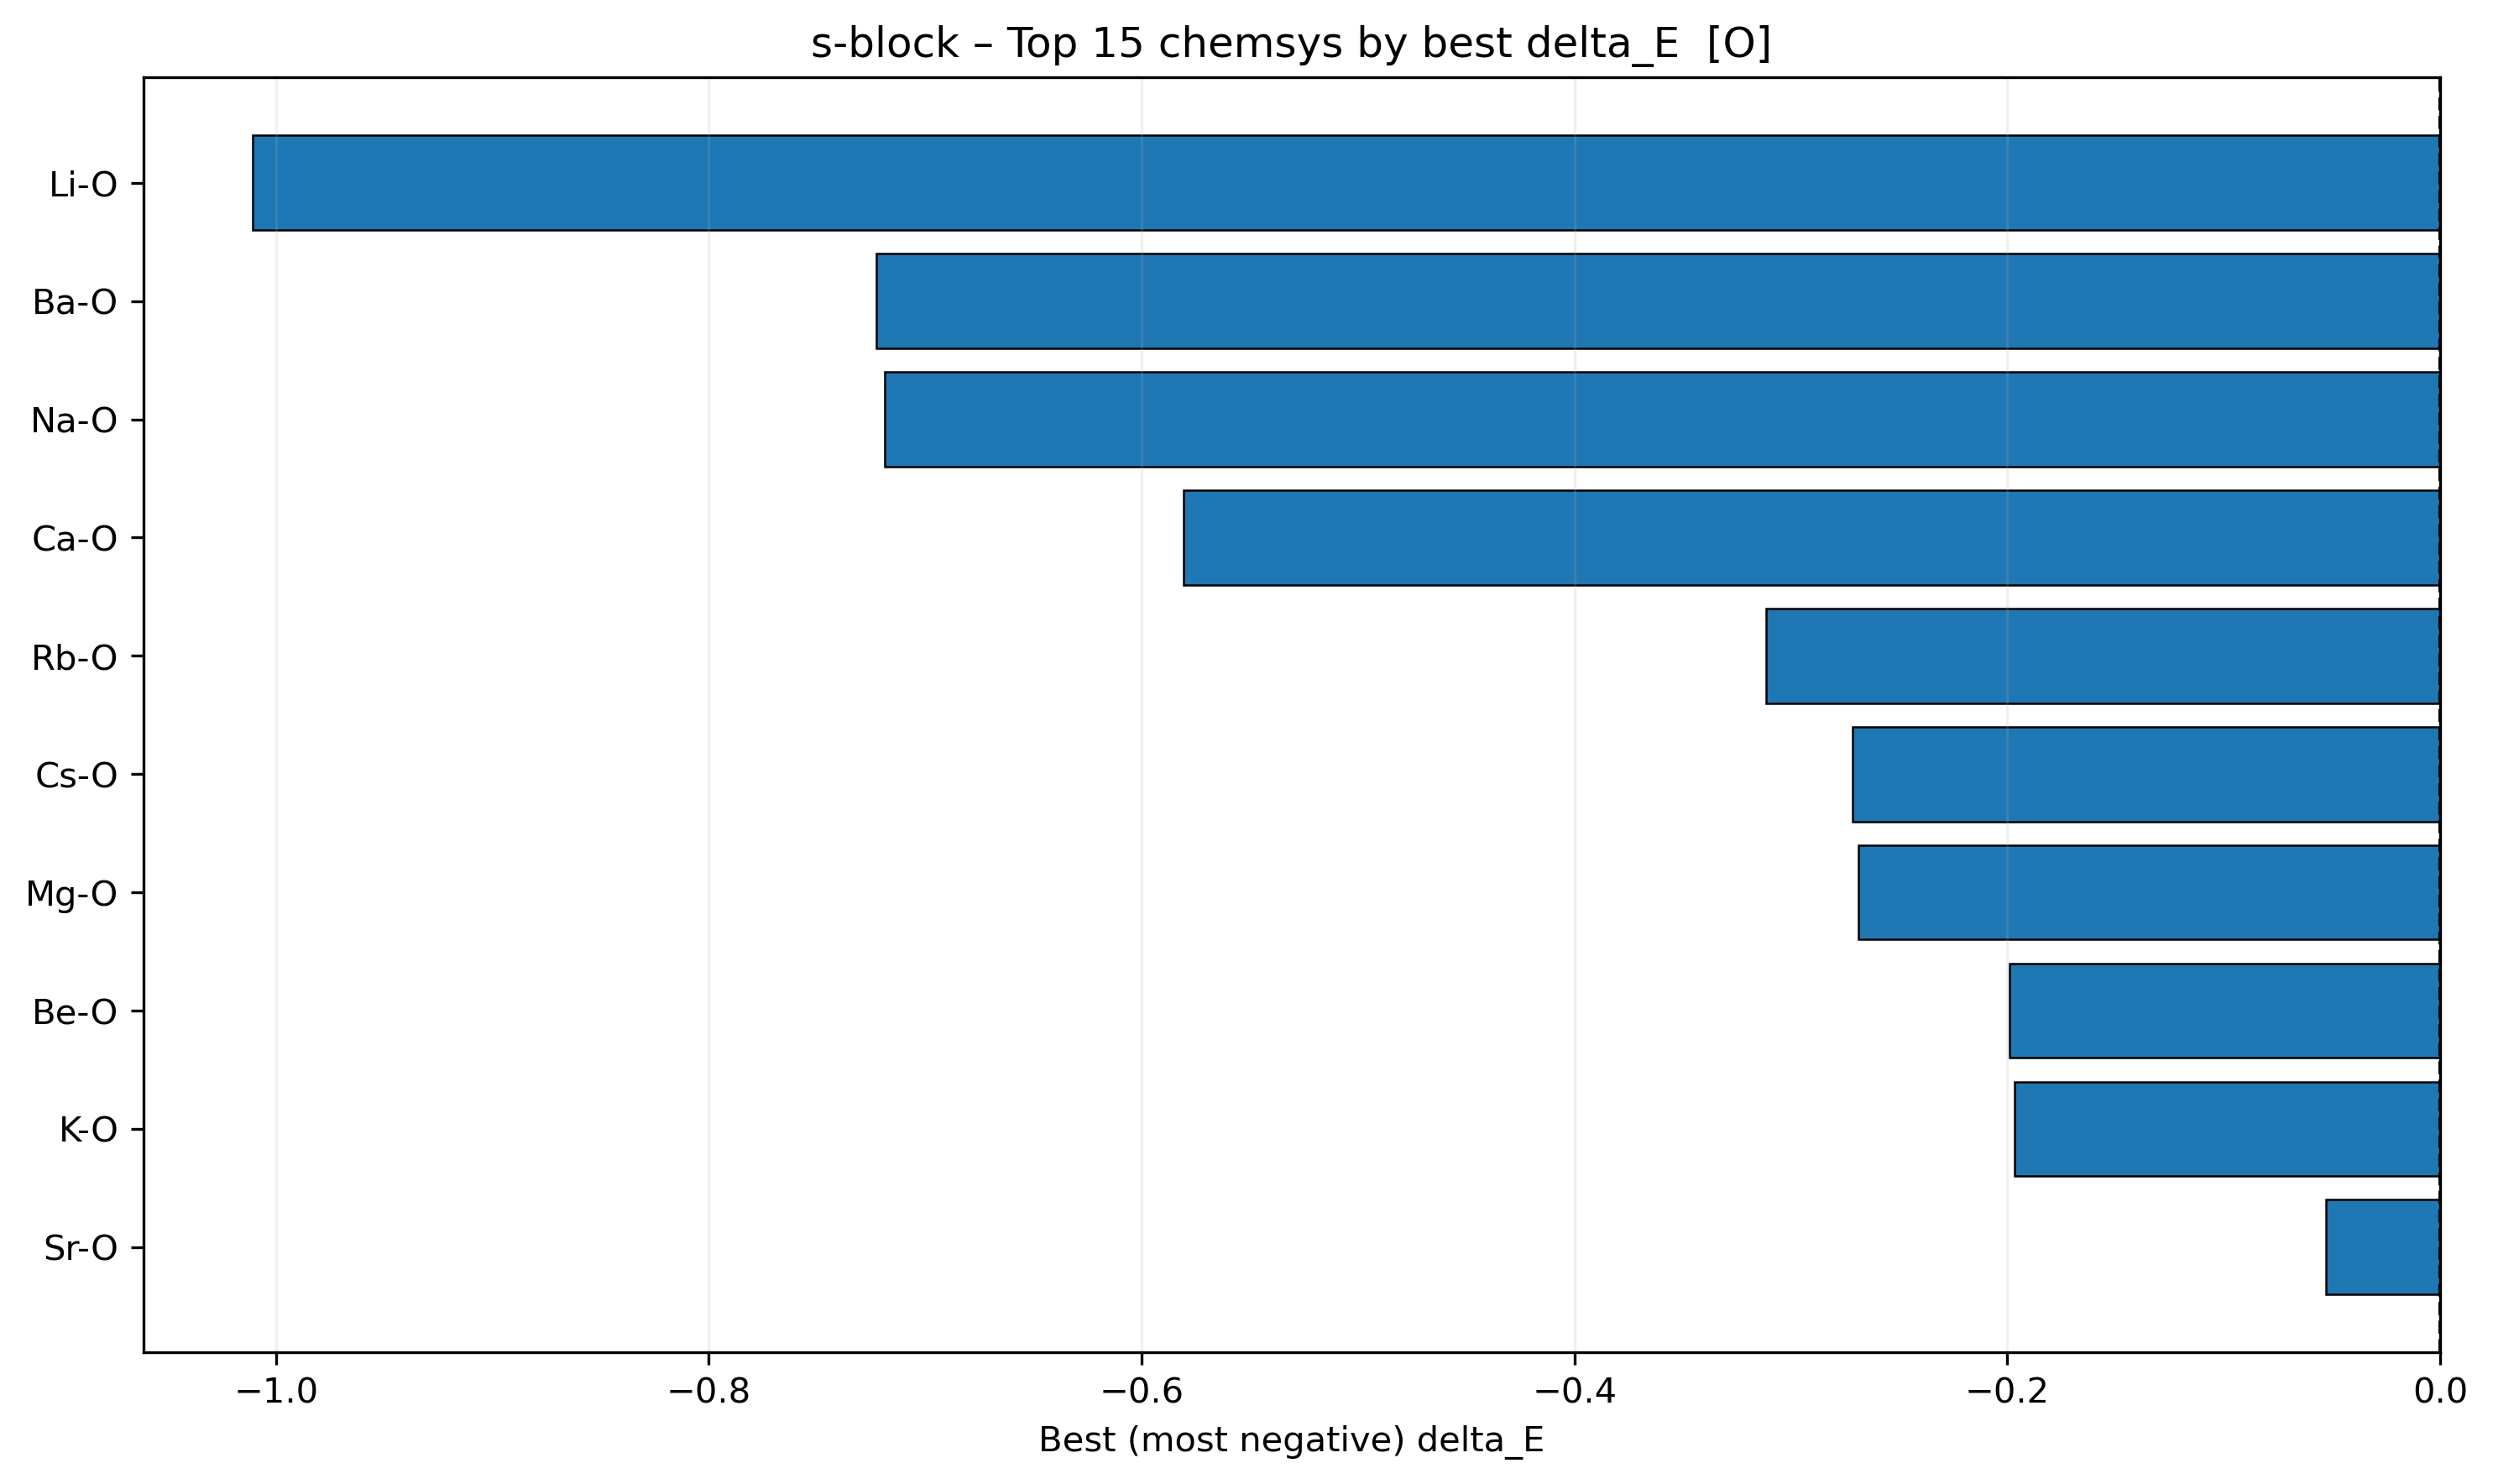 s-block – Top 15 chemsys by best delta_E  [O]
Li-O
Ba-O
Na-O
Ca-O
Rb-O
Cs-O
Mg-O
Be-O
K-O
Sr-O
−1.0 −0.8 −0.6 −0.4 −0.2 0.0
Best (most negative) delta_E